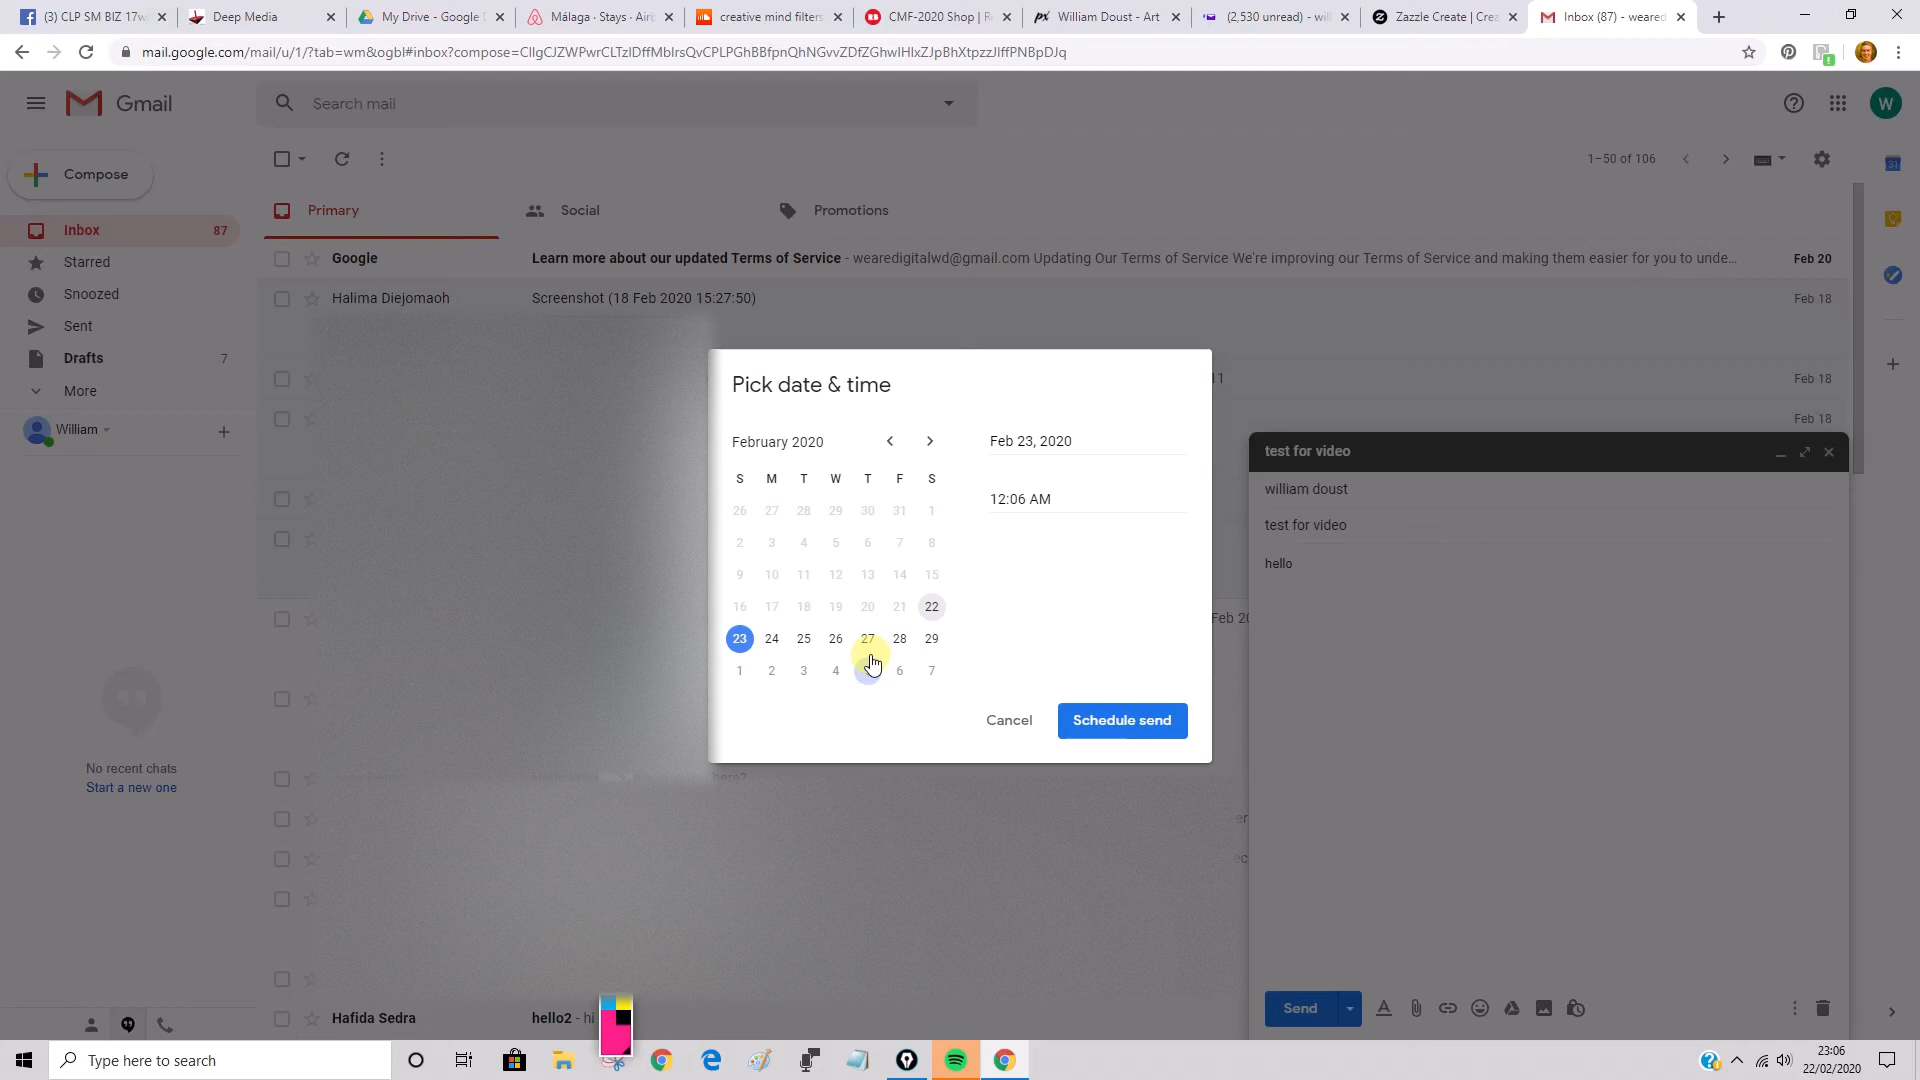 (3) CLP SM BIZ 17w
Deep Media
My Drive - Google D
Málaga · Stays · Airb
creative mind filters
CMF-2020 Shop | R
William Doust - Art
(2,530 unread) - will
Zazzle Create | Crea
Inbox (87) - weared
mail.google.com/mail/u/1/?tab=wm&ogbl#inbox?compose=CllgCJZWPwrCLTzlDffMblrsQvCPLPGhBBfpnQhNGvvZDfZGhwlHlxZJpBhXtpzzJlffPNBpDJq
Gmail
Search mail
W
Compose
1–50 of 106
Primary
Social
Promotions
Inbox 87
Starred
Snoozed
Sent
Drafts 7
More
William
Google
Learn more about our updated Terms of Service - wearedigitalwd@gmail.com Updating Our Terms of Service We're improving our Terms of Service and making them easier for you to unde...
Feb 20
Halima Diejomaoh
Screenshot (18 Feb 2020 15:27:50)
Feb 18
11
Feb 18
Feb 18
Feb 20
here?
Pick date & time
February 2020
S M T W T F S
26 27 28 29 30 31 1
2 3 4 5 6 7 8
9 10 11 12 13 14 15
16 17 18 19 20 21 22
23 24 25 26 27 28 29
1 2 3 4 6 7
Feb 23, 2020
12:06 AM
Cancel
Schedule send
test for video
william doust
test for video
hello
Send
No recent chats
Start a new one
Hafida Sedra
hello2 - hi
Type here to search
23:06
22/02/2020